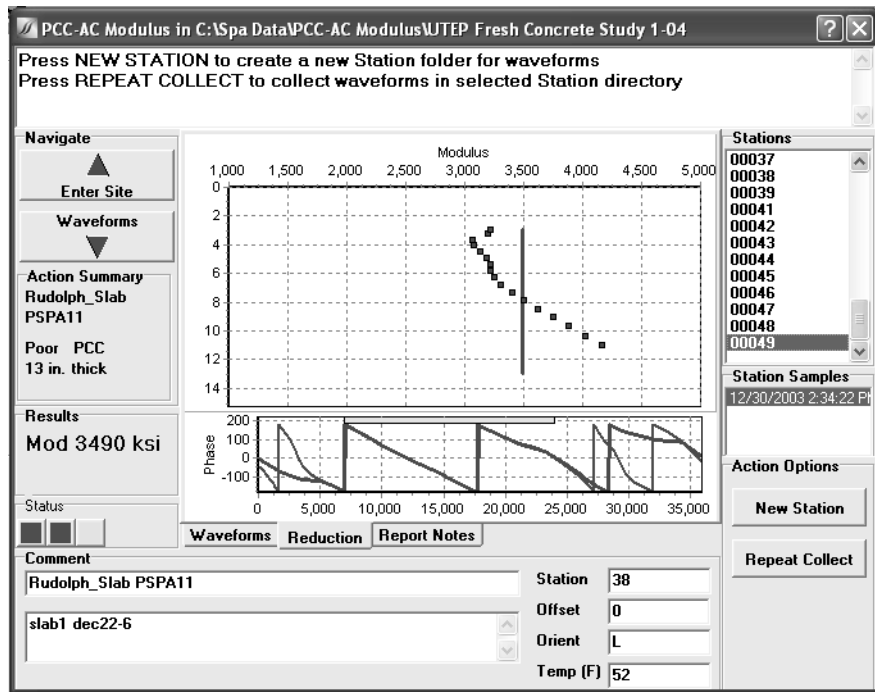 PCC-AC Modulus in C:\Spa Data\PCC-AC Modulus\UTEP Fresh Concrete Study 1-04
Press NEW STATION to create a new Station folder for waveforms
Press REPEAT COLLECT to collect waveforms in selected Station directory
Navigate
Enter Site
Waveforms
Action Summary
Rudolph_Slab
PSPA11
Poor PCC
13 in. thick
Results
Mod 3490 ksi
Status
Modulus
1,000 1,500 2,000 2,500 3,000 3,500 4,000 4,500 5,000
0
2
4
6
8
10
12
14
Phase
200
100
0
-100
0 5,000 10,000 15,000 20,000 25,000 30,000 35,000
Waveforms Reduction Report Notes
Stations
00037
00038
00039
00041
00042
00043
00044
00045
00046
00047
00048
00049
Station Samples
12/30/2003 2:34:22 P
Action Options
New Station
Repeat Collect
Comment
Rudolph_Slab PSPA11
slab1 dec22-6
Station 38
Offset 0
Orient L
Temp (F) 52